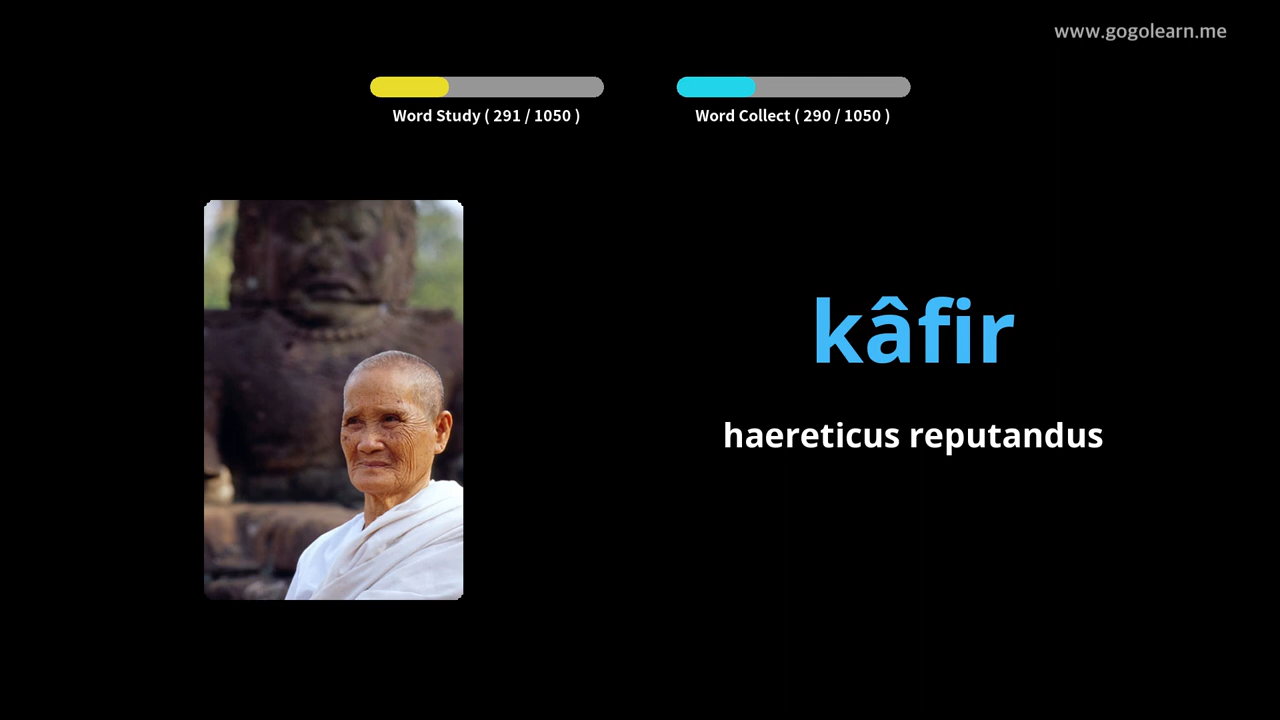 www.gogolearn.me
Word Study ( 291 / 1050 )
Word Collect ( 290 / 1050 )
kâfir
haereticus reputandus